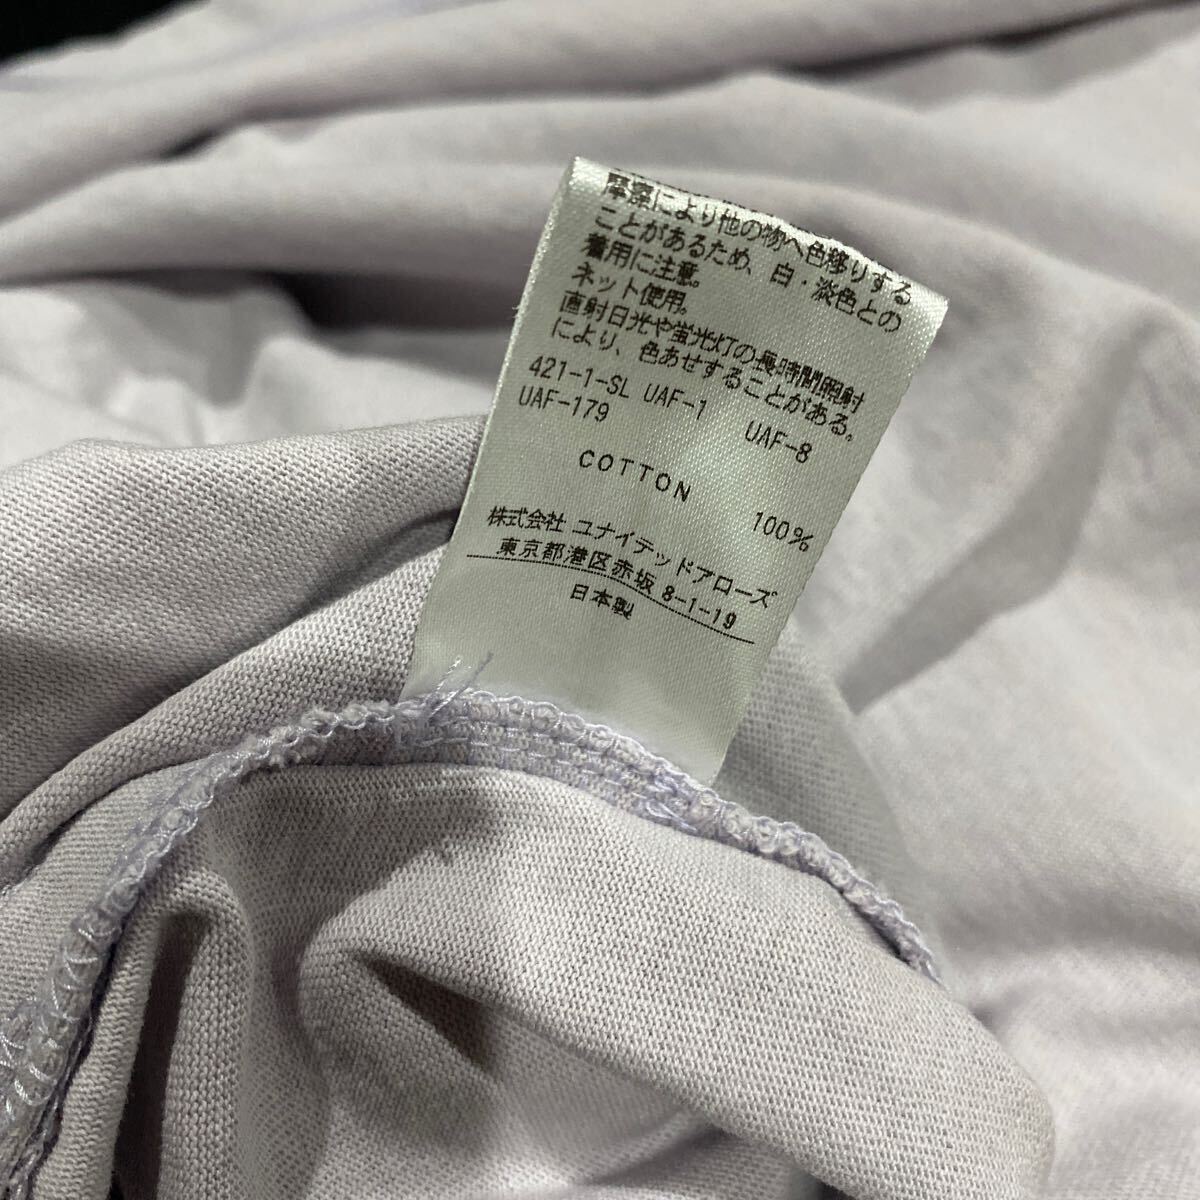 摩擦により他の物へ色移りする
ことがあるため、白・淡色との
着用に注意。
ネット使用。
直射日光や蛍光灯の長時間照射
により、色あせすることがある。
421-1-SL UAF-1 UAF-8
UAF-179
COTTON 100%
株式会社 ユナイテッドアローズ
東京都港区赤坂 8-1-19
日本製